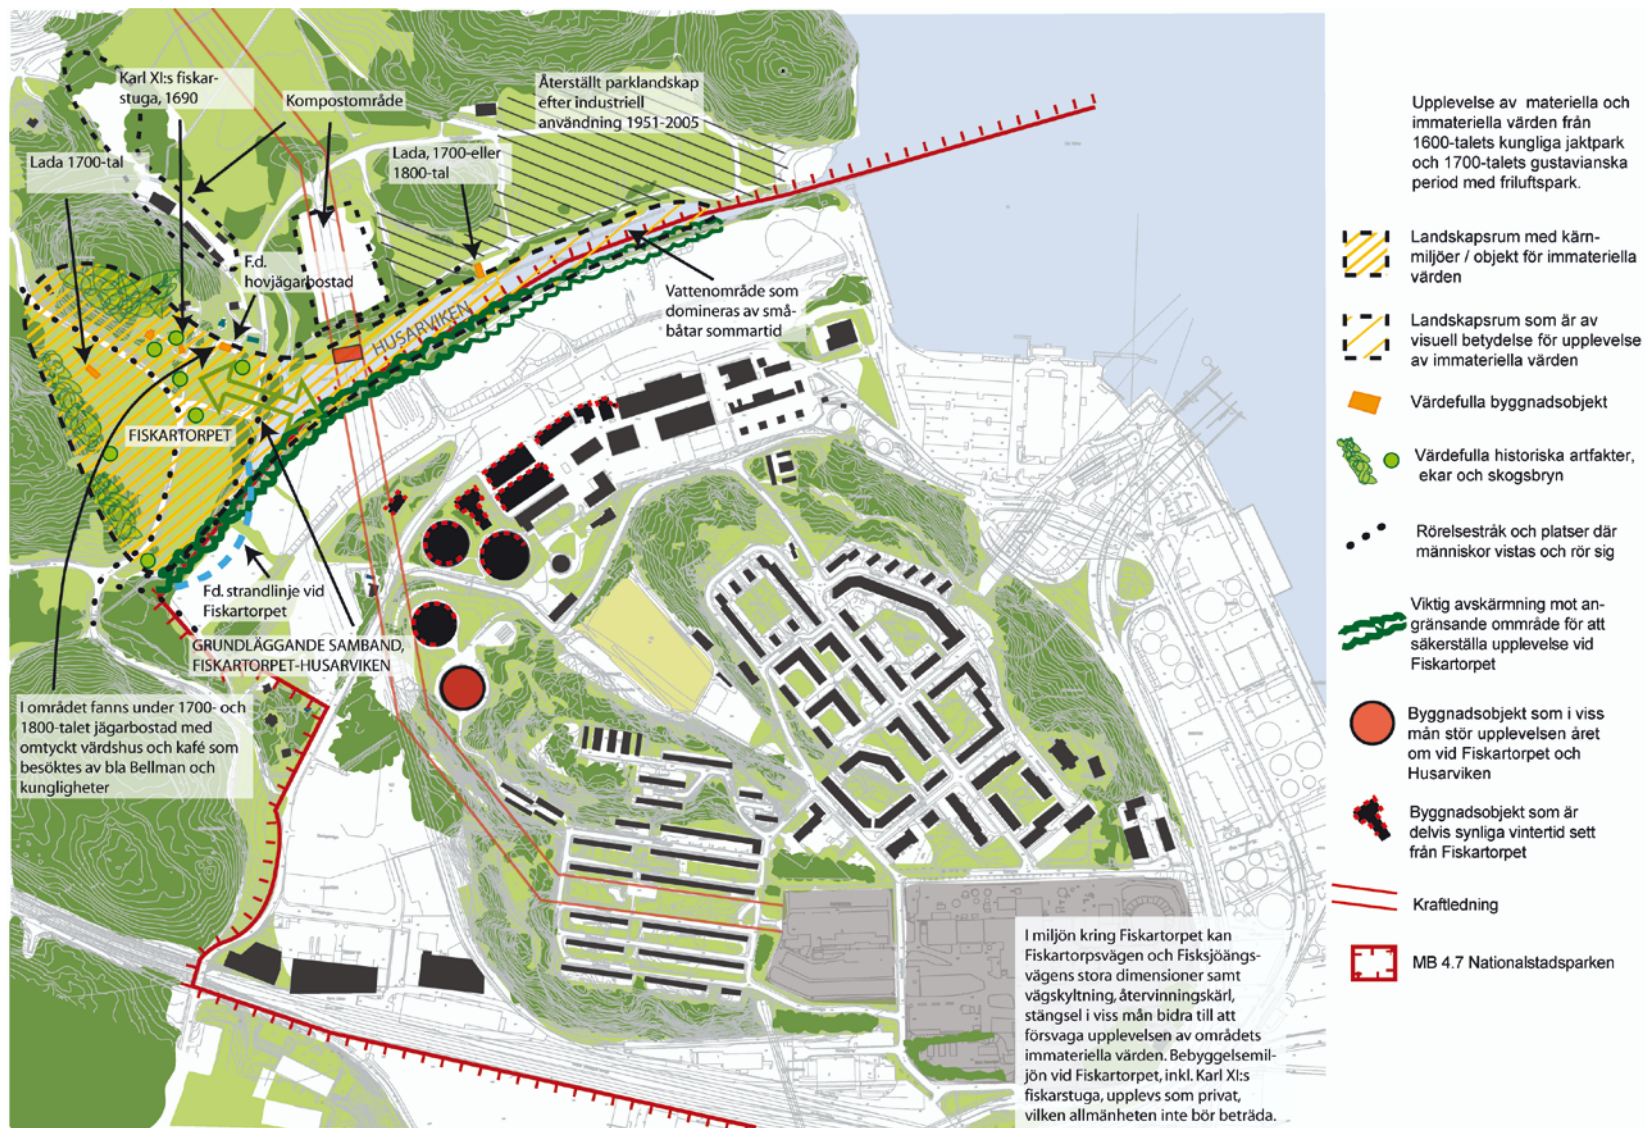 Karl XI:s fiskar-
stuga, 1690
Kompostområde
Återställt parklandskap
efter industriell
användning 1951-2005
Lada 1700-tal
Lada, 1700-eller
1800-tal
F.d.
hovjägarbostad
HUSARVIKEN
Vattenområde som
domineras av små-
båtar sommartid
FISKARTORPET
Fd. strandlinje vid
Fiskartorpet
GRUNDLÄGGANDE SAMBAND,
FISKARTORPET-HUSARVIKEN
I området fanns under 1700- och
1800-talet jägarbostad med
omtyckt värdshus och kafé som
besöktes av bla Bellman och
kungligheter
I miljön kring Fiskartorpet kan
Fiskartorpsvägen och Fisksjöängs-
vägens stora dimensioner samt
vägskyltning, återvinningskärl,
stängsel i viss mån bidra till att
försvaga upplevelsen av områdets
immateriella värden. Bebyggelsemil-
jön vid Fiskartorpet, inkl. Karl XI:s
fiskarstuga, upplevs som privat,
vilken allmänheten inte bör beträda.
Upplevelse av materiella och
immateriella värden från
1600-talets kungliga jaktpark
och 1700-talets gustavianska
period med friluftspark.
Landskapsrum med kärn-
miljöer / objekt för immateriella
värden
Landskapsrum som är av
visuell betydelse för upplevelse
av immateriella värden
Värdefulla byggnadsobjekt
Värdefulla historiska artfakter,
ekar och skogsbryn
Rörelsestråk och platser där
människor vistas och rör sig
Viktig avskärmning mot an-
gränsande ommråde för att
säkerställa upplevelse vid
Fiskartorpet
Byggnadsobjekt som i viss
mån stör upplevelsen året
om vid Fiskartorpet och
Husarviken
Byggnadsobjekt som är
delvis synliga vintertid sett
från Fiskartorpet
Kraftledning
MB 4.7 Nationalstadsparken